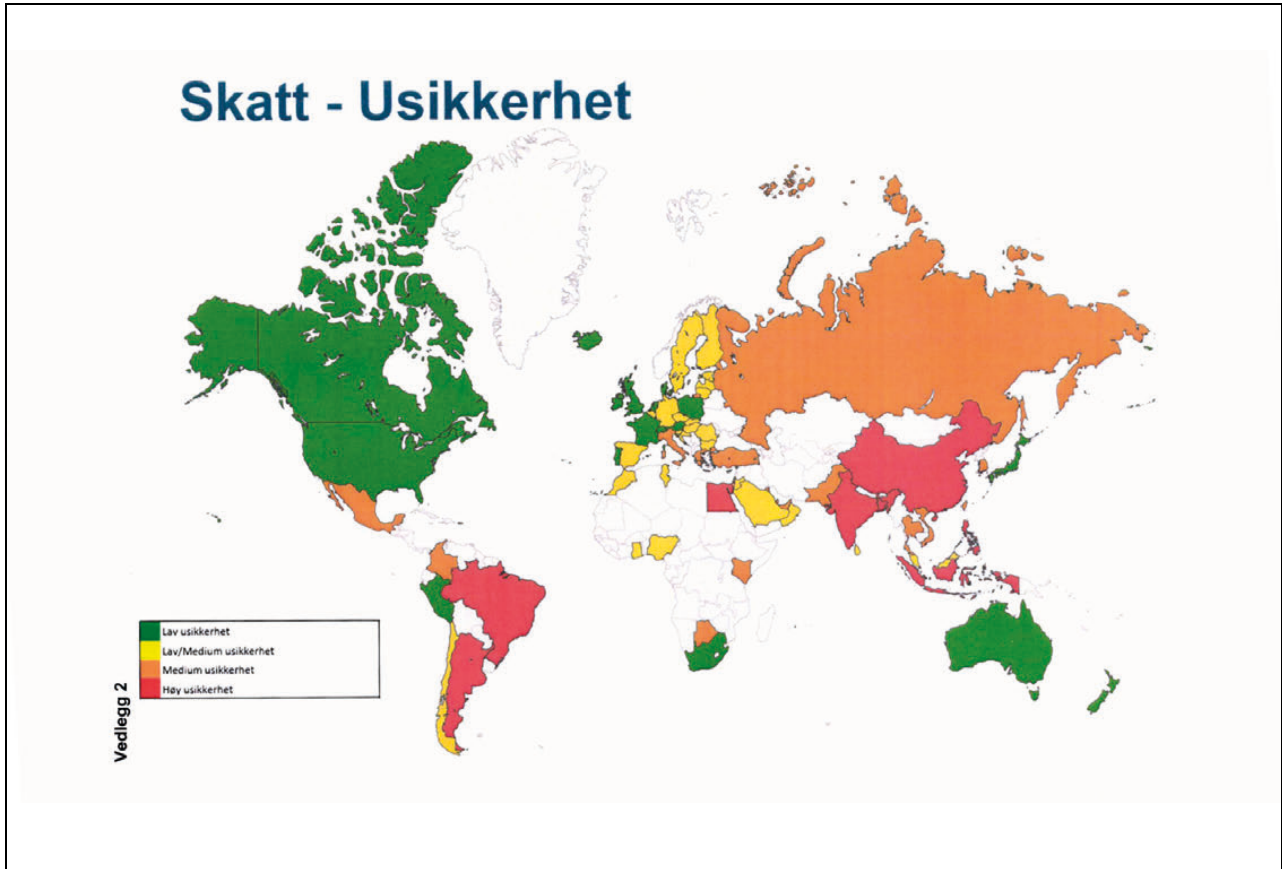 Skatt - Usikkerhet
Lav usikkerhet
Lav/Medium usikkerhet
Medium usikkerhet
Høy usikkerhet
Vedlegg 2